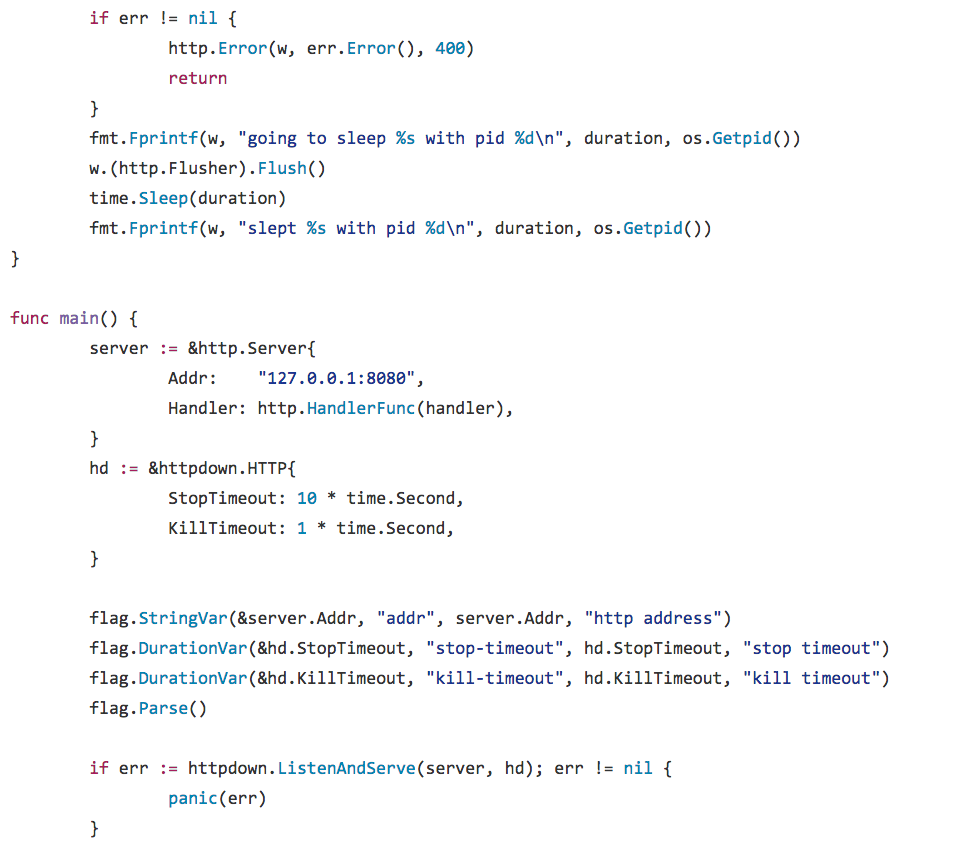 if err != nil {
                http.Error(w, err.Error(), 400)
                return
        }
        fmt.Fprintf(w, "going to sleep %s with pid %d\n", duration, os.Getpid())
        w.(http.Flusher).Flush()
        time.Sleep(duration)
        fmt.Fprintf(w, "slept %s with pid %d\n", duration, os.Getpid())
}

func main() {
        server := &http.Server{
                Addr:    "127.0.0.1:8080",
                Handler: http.HandlerFunc(handler),
        }
        hd := &httpdown.HTTP{
                StopTimeout: 10 * time.Second,
                KillTimeout: 1 * time.Second,
        }

        flag.StringVar(&server.Addr, "addr", server.Addr, "http address")
        flag.DurationVar(&hd.StopTimeout, "stop-timeout", hd.StopTimeout, "stop timeout")
        flag.DurationVar(&hd.KillTimeout, "kill-timeout", hd.KillTimeout, "kill timeout")
        flag.Parse()

        if err := httpdown.ListenAndServe(server, hd); err != nil {
                panic(err)
        }